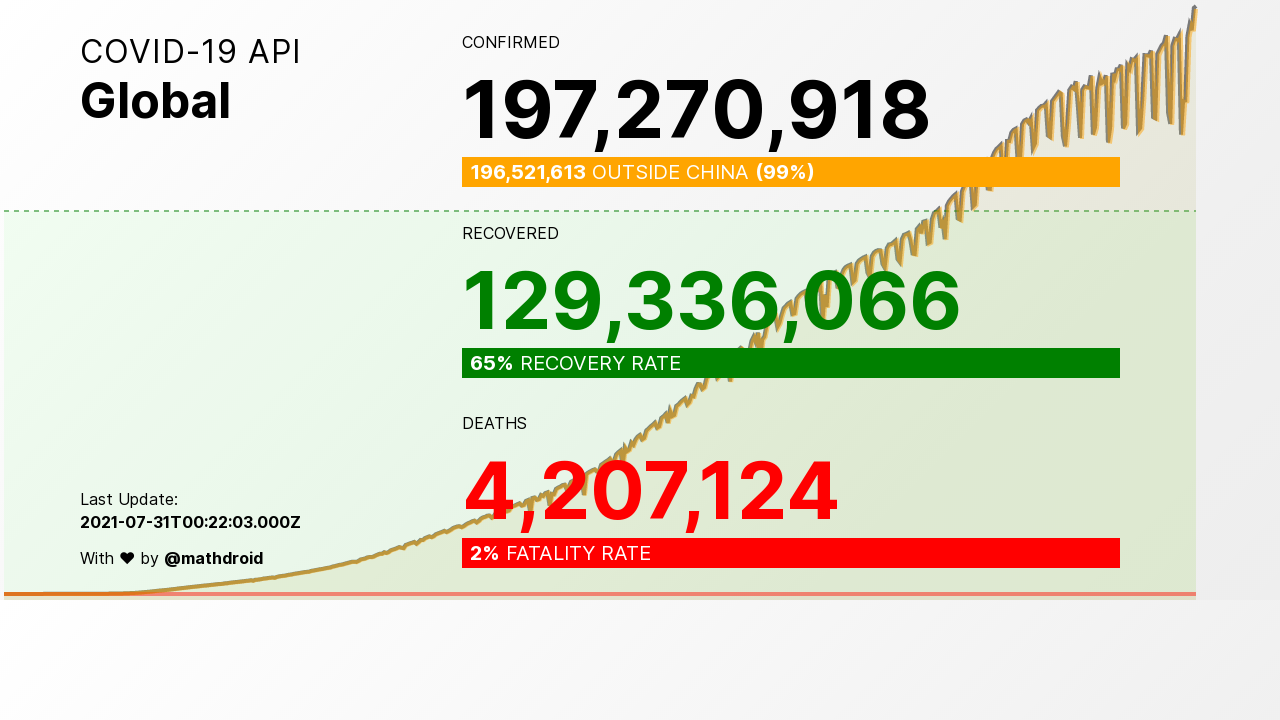 COVID-19 API
Global
CONFIRMED
197,270,918
196,521,613 OUTSIDE CHINA (99%)
RECOVERED
129,336,066
65% RECOVERY RATE
DEATHS
4,207,124
2% FATALITY RATE
Last Update:
2021-07-31T00:22:03.000Z
With ♥ by @mathdroid